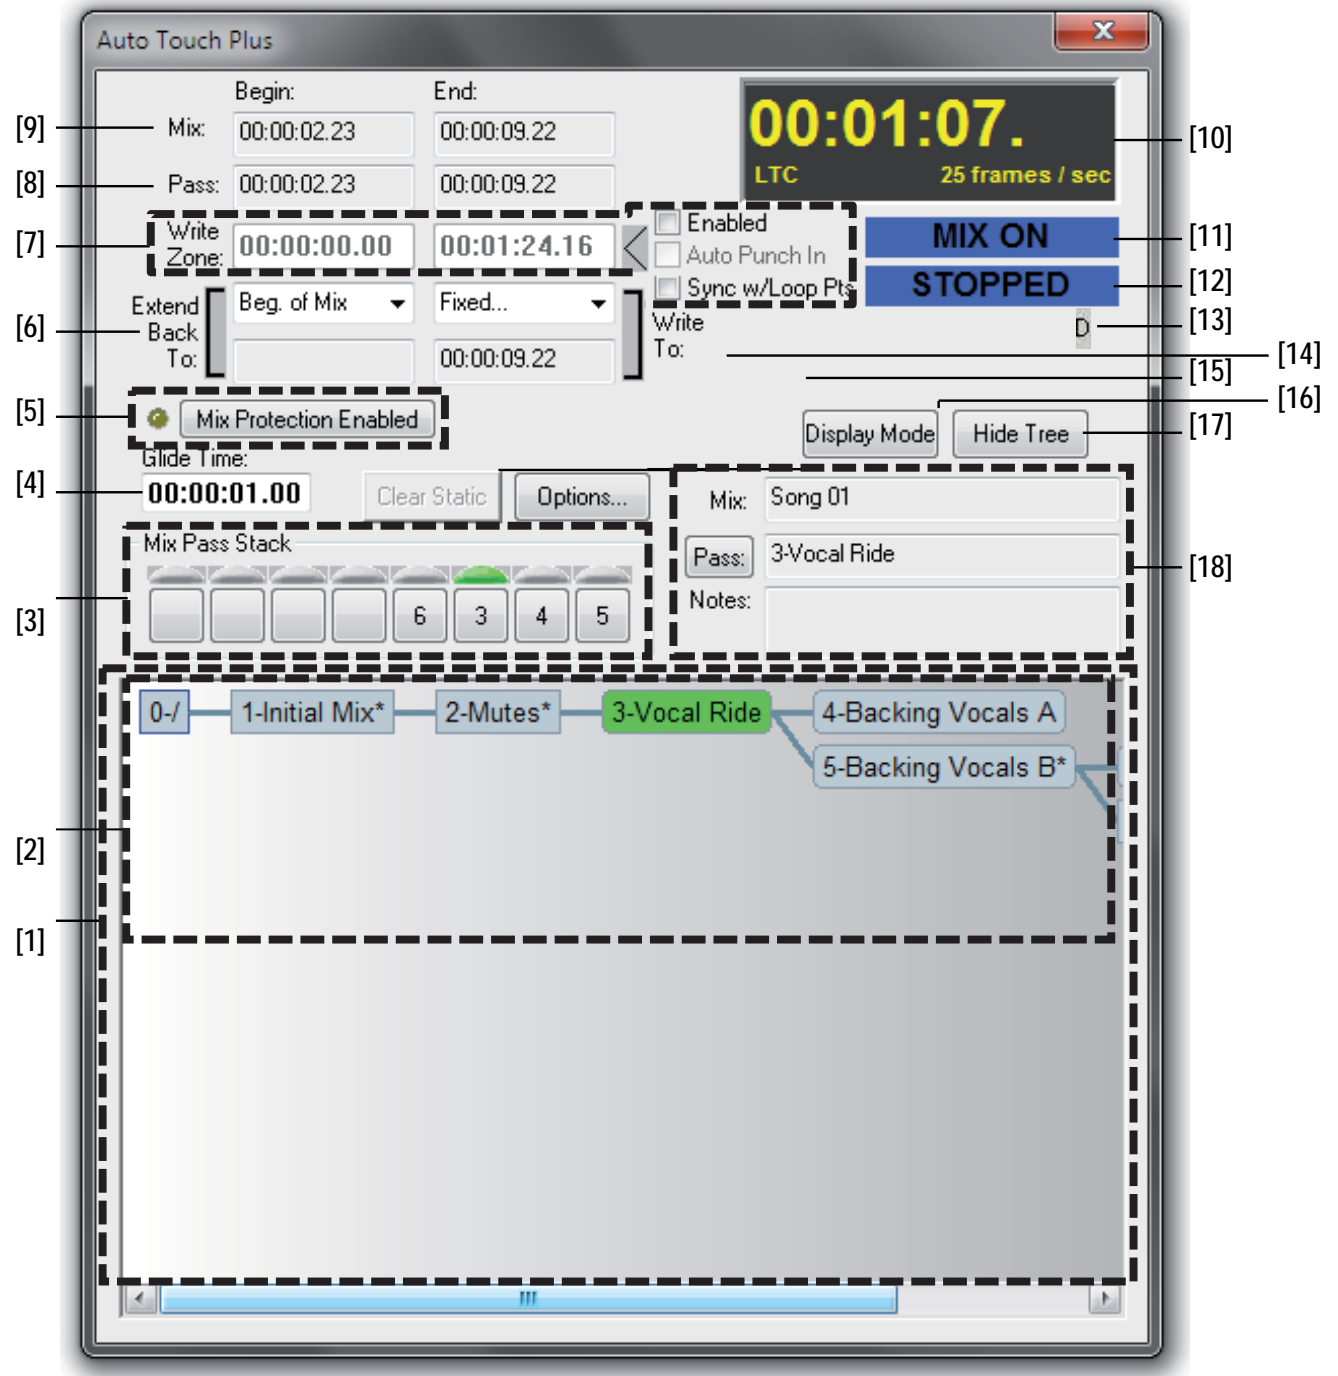 Auto Touch Plus
x
Begin:
End:
[9]
Mix:
00:00:02.23
00:00:09.22
00:01:07.
LTC
25 frames / sec
[10]
[8]
Pass:
00:00:02.23
00:00:09.22
[7]
Write
Zone:
00:00:00.00
00:01:24.16
Enabled
Auto Punch In
Sync w/Loop Pts
MIX ON
[11]
STOPPED
[12]
[6]
Extend
Back
To:
Beg. of Mix
Fixed...
00:00:09.22
Write
To:
D
[13]
[14]
[15]
[16]
[5]
Mix Protection Enabled
Display Mode
Hide Tree
[17]
Glide Time:
[4]
00:00:01.00
Clear Static
Options...
Mix:
Song 01
Mix Pass Stack
Pass:
3-Vocal Ride
[18]
Notes:
[3]
6
3
4
5
0-/
1-Initial Mix*
2-Mutes*
3-Vocal Ride
4-Backing Vocals A
5-Backing Vocals B*
[2]
[1]